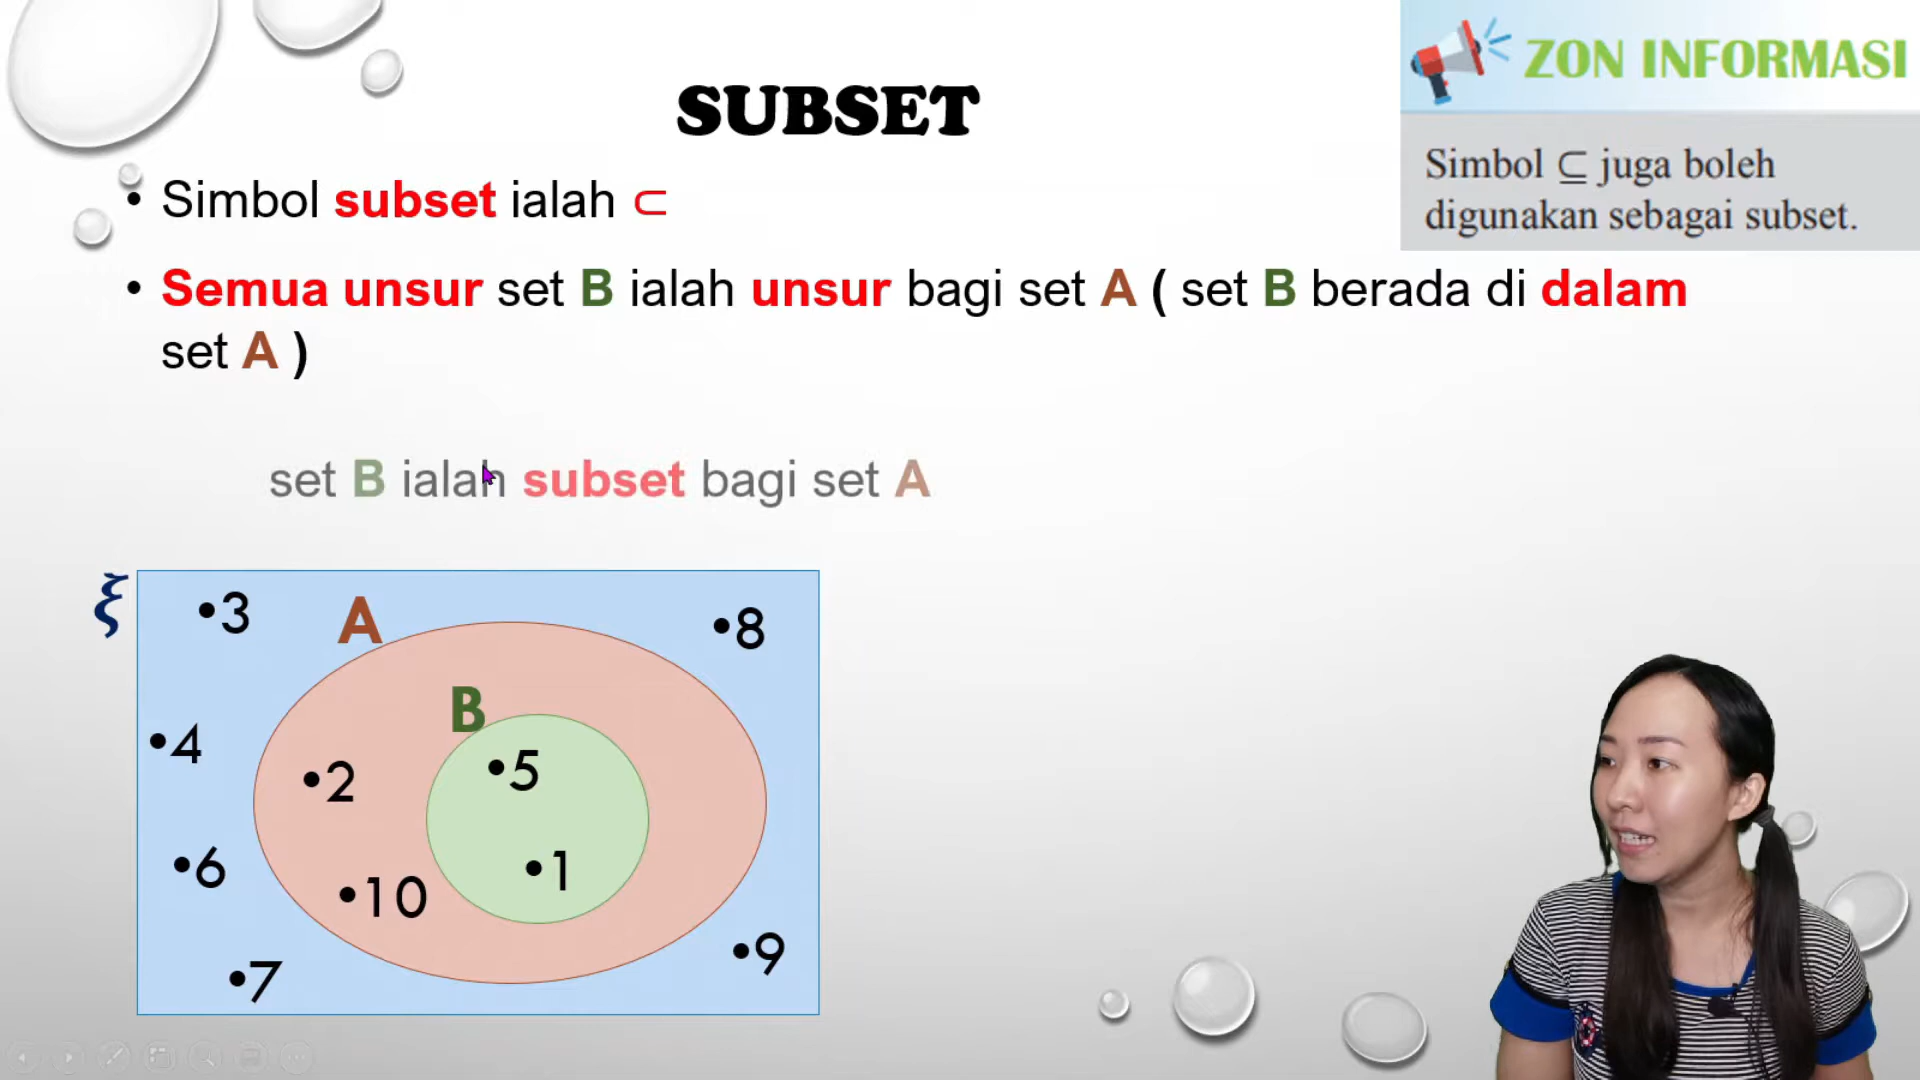 ZON INFORMASI
Simbol ⊆ juga boleh
digunakan sebagai subset.
SUBSET
• Simbol subset ialah ⊂
• Semua unsur set B ialah unsur bagi set A ( set B berada di dalam
set A )
set B ialah subset bagi set A
ξ
•3
A
•8
B
•4
•5
•2
•6
•1
•10
•9
•7